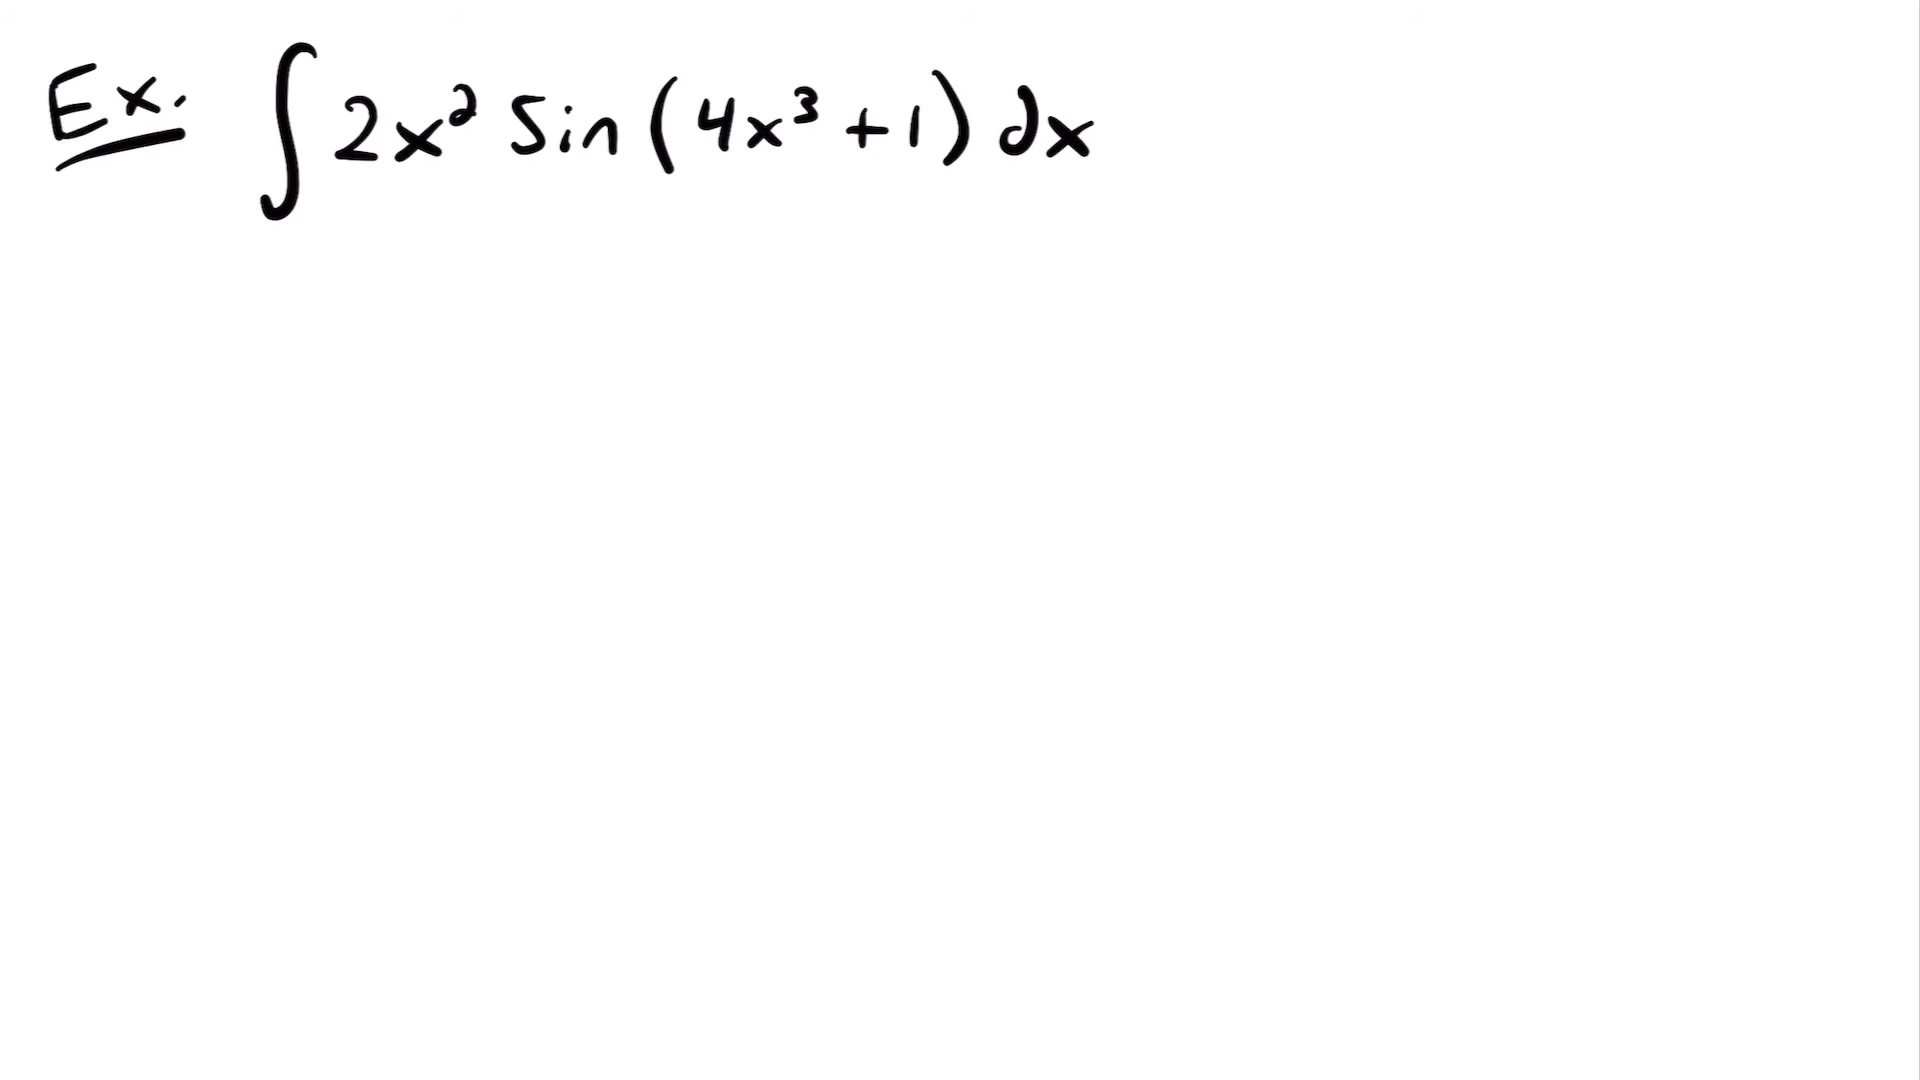 Ex. ∫ 2x² Sin (4x³ + 1) dx